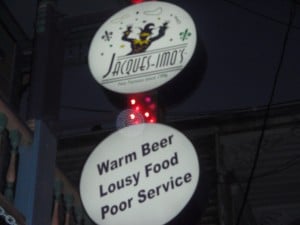 JACQUES-IMO'S
Warm Beer
Lousy Food
Poor Service